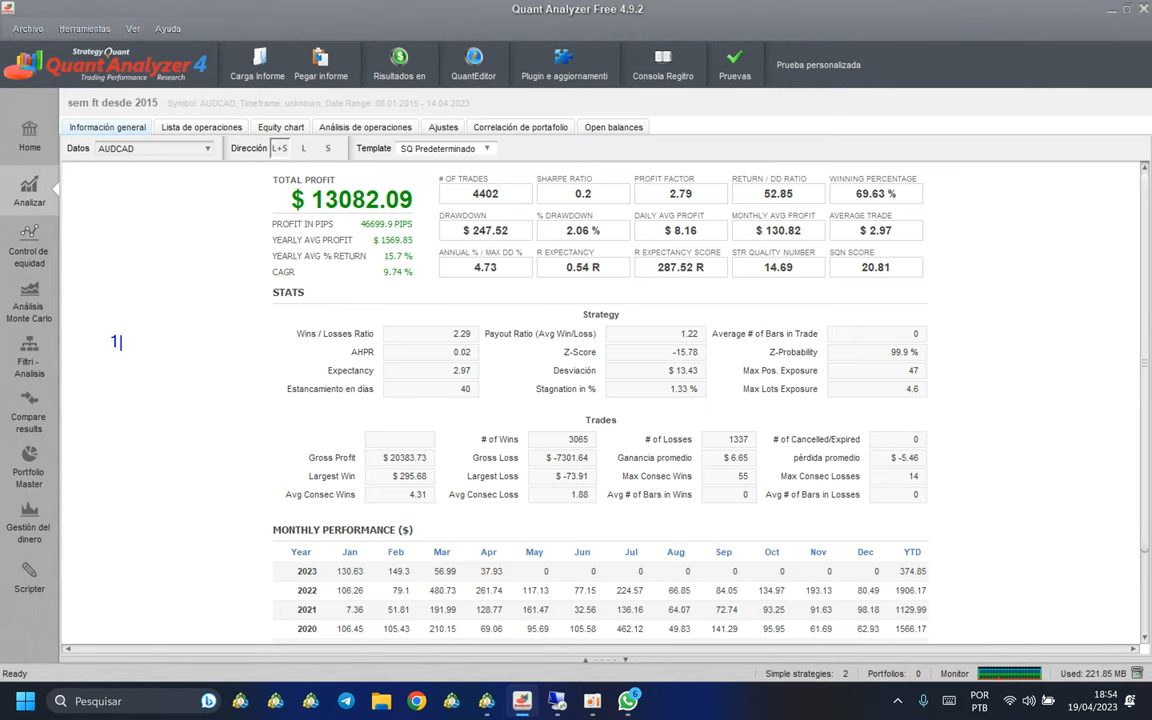 Quant Analyzer Free 4.9.2
Archivo Herramientas Ver Ayuda
Strategy Quant
QuantAnalyzer 4
Trading Performance Research
Carga Informe Pegar informe Risultados en QuantEditor Plugin e aggiornamenti Consola Regitro Pruevas Prueba personalizada
sem ft desde 2015 Symbol: AUDCAD, Timeframe: unknown, Date Range: 08.01.2015 - 14.04.2023
Información general Lista de operaciones Equity chart Análisis de operaciones Ajustes Correlación de portafolio Open balances
Datos AUDCAD Dirección L+S L S Template SQ Predeterminado
Home
Analizar
Control de equidad
Análisis Monte Carlo
Filtri - Analisis
Compare results
Portfolio Master
Gestión del dinero
Scripter
1
TOTAL PROFIT
$ 13082.09
PROFIT IN PIPS 46699.9 PIPS
YEARLY AVG PROFIT $ 1569.85
YEARLY AVG % RETURN 15.7 %
CAGR 9.74 %
# OF TRADES SHARPE RATIO PROFIT FACTOR RETURN / DD RATIO WINNING PERCENTAGE
4402 0.2 2.79 52.85 69.63 %
DRAWDOWN % DRAWDOWN DAILY AVG PROFIT MONTHLY AVG PROFIT AVERAGE TRADE
$ 247.52 2.06 % $ 8.16 $ 130.82 $ 2.97
ANNUAL % / MAX DD % R EXPECTANCY R EXPECTANCY SCORE STR QUALITY NUMBER SQN SCORE
4.73 0.54 R 287.52 R 14.69 20.81
STATS
Strategy
Wins / Losses Ratio 2.29 Payout Ratio (Avg Win/Loss) 1.22 Average # of Bars in Trade 0
AHPR 0.02 Z-Score -15.78 Z-Probability 99.9 %
Expectancy 2.97 Desviación $ 13.43 Max Pos. Exposure 47
Estancamiento en días 40 Stagnation in % 1.33 % Max Lots Exposure 4.6
Trades
# of Wins 3065 # of Losses 1337 # of Cancelled/Expired 0
Gross Profit $ 20383.73 Gross Loss $ -7301.64 Ganancia promedio $ 6.65 pérdida promedio $ -5.46
Largest Win $ 295.68 Largest Loss $ -73.91 Max Consec Wins 55 Max Consec Losses 14
Avg Consec Wins 4.31 Avg Consec Loss 1.88 Avg # of Bars in Wins 0 Avg # of Bars in Losses 0
MONTHLY PERFORMANCE ($)
Year Jan Feb Mar Apr May Jun Jul Aug Sep Oct Nov Dec YTD
2023 130.63 149.3 56.99 37.93 0 0 0 0 0 0 0 0 374.85
2022 106.26 79.1 480.73 261.74 117.13 77.15 224.57 66.85 84.05 134.97 193.13 80.49 1906.17
2021 7.36 51.81 191.99 128.77 161.47 32.56 136.16 64.07 72.74 93.25 91.63 98.18 1129.99
2020 106.45 105.43 210.15 69.06 95.69 105.58 462.12 49.83 141.29 95.95 61.69 62.93 1566.17
Ready Simple strategies: 2 Portfolios: 0 Monitor Used: 221.85 MB
Pesquisar 6 POR PTB 18:54 19/04/2023